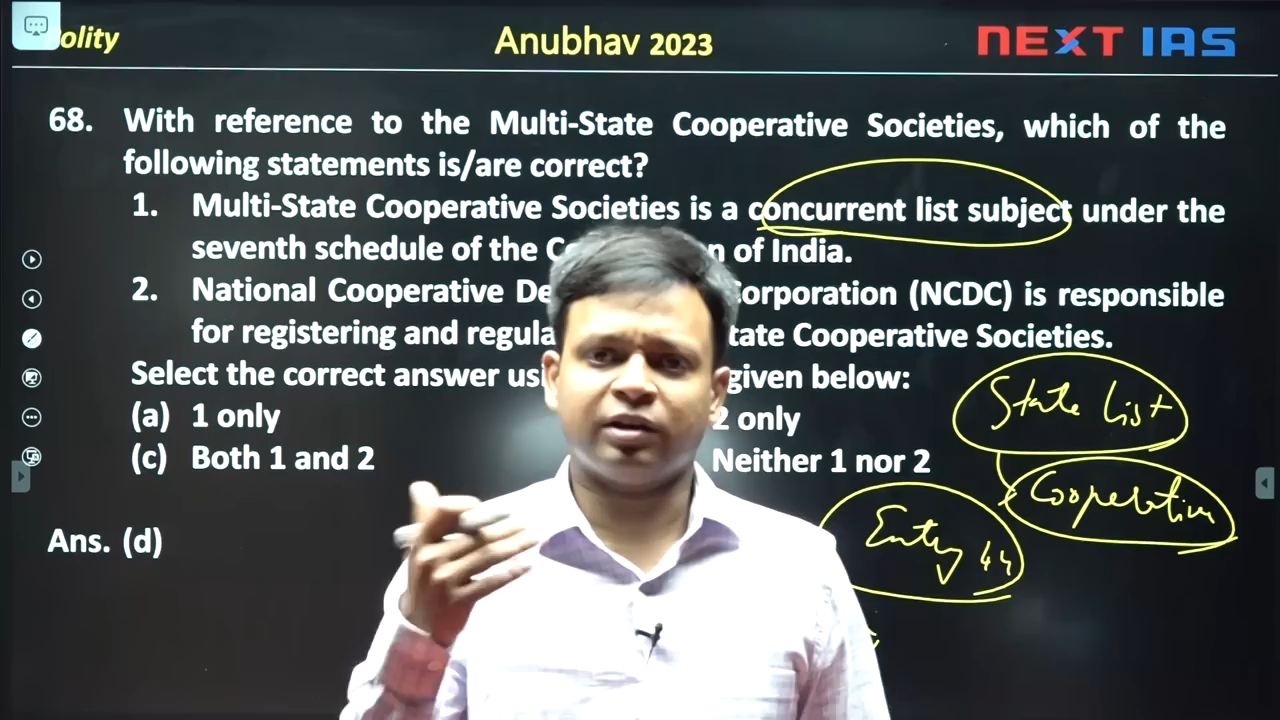 olity
Anubhav 2023
NEXT IAS
68. With reference to the Multi-State Cooperative Societies, which of the
following statements is/are correct?
1. Multi-State Cooperative Societies is a concurrent list subject under the
seventh schedule of the C n of India.
2. National Cooperative De orporation (NCDC) is responsible
for registering and regula tate Cooperative Societies.
Select the correct answer usi given below:
(a) 1 only 2 only
(c) Both 1 and 2 Neither 1 nor 2
Ans. (d)
State List
Cooperative
Entry 44